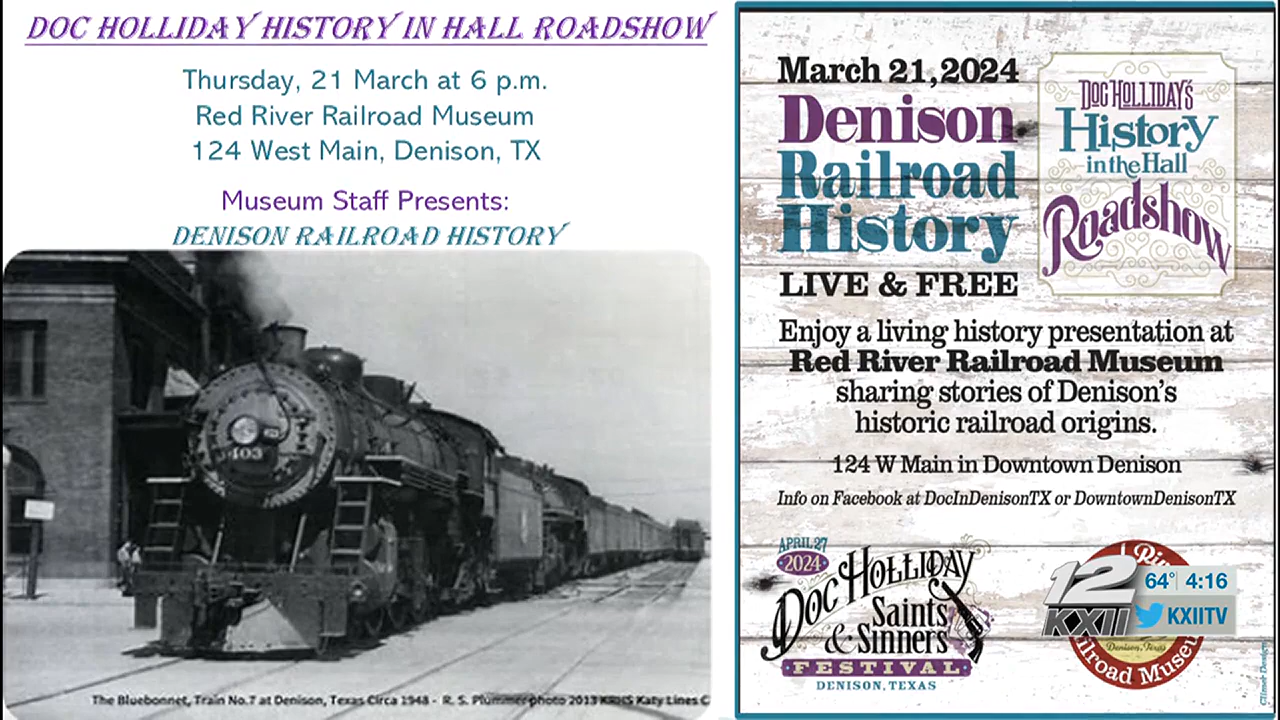 DOC HOLLIDAY HISTORY IN HALL ROADSHOW
Thursday, 21 March at 6 p.m.
Red River Railroad Museum
124 West Main, Denison, TX
Museum Staff Presents:
DENISON RAILROAD HISTORY
403
The Bluebonnet, Train No.7 at Denison, Texas Circa 1948 - R. S. Plummer photo 2013 KRHS Katy Lines C
March 21, 2024
Denison
Railroad
History
LIVE & FREE
DOC HOLLIDAY'S
History
in the Hall
Roadshow
Enjoy a living history presentation at
Red River Railroad Museum
sharing stories of Denison's
historic railroad origins.
124 W Main in Downtown Denison
Info on Facebook at DocInDenisonTX or DowntownDenisonTX
APRIL 27
2024
Doc Holliday
Saints
& Sinners
FESTIVAL
DENISON, TEXAS
12
KXII
64° 4:16
KXIITV
Denison, Texas
ilroad Museu
Climer Design